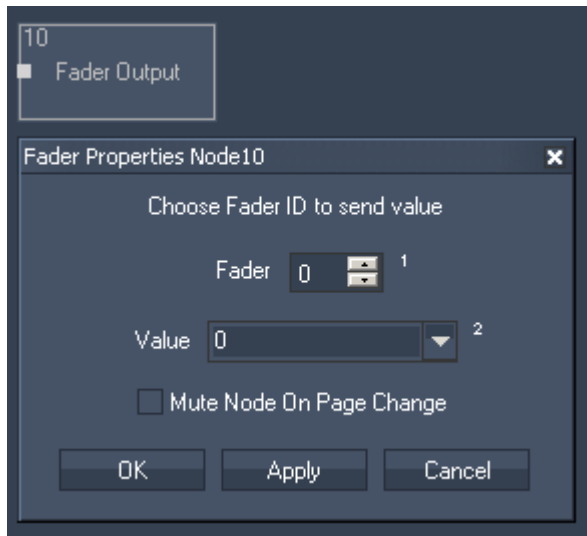 10
Fader Output
Fader Properties Node10
Choose Fader ID to send value
Fader 0 1
Value 0 2
Mute Node On Page Change
OK Apply Cancel